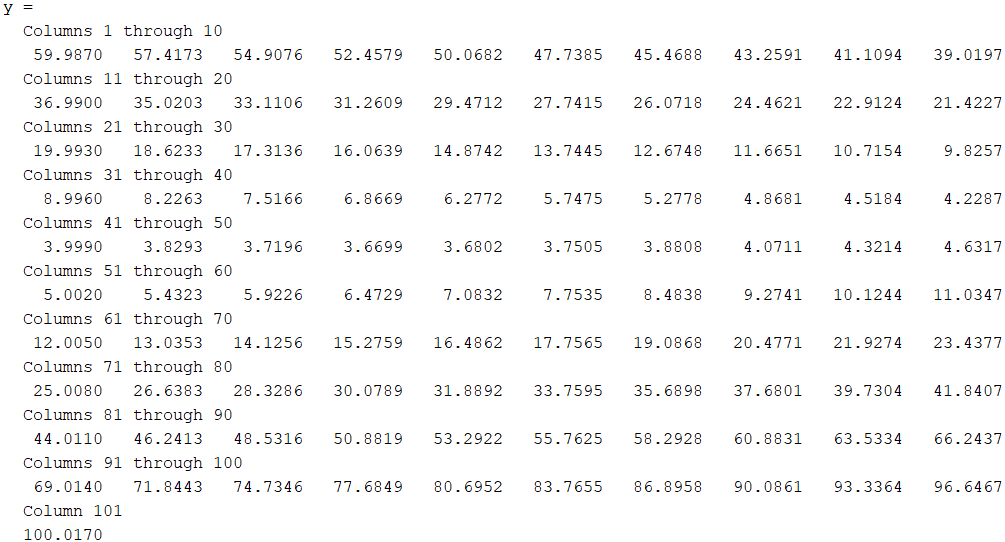 y =
Columns 1 through 10
59.9870 57.4173 54.9076 52.4579 50.0682 47.7385 45.4688 43.2591 41.1094 39.0197
Columns 11 through 20
36.9900 35.0203 33.1106 31.2609 29.4712 27.7415 26.0718 24.4621 22.9124 21.4227
Columns 21 through 30
19.9930 18.6233 17.3136 16.0639 14.8742 13.7445 12.6748 11.6651 10.7154 9.8257
Columns 31 through 40
8.9960 8.2263 7.5166 6.8669 6.2772 5.7475 5.2778 4.8681 4.5184 4.2287
Columns 41 through 50
3.9990 3.8293 3.7196 3.6699 3.6802 3.7505 3.8808 4.0711 4.3214 4.6317
Columns 51 through 60
5.0020 5.4323 5.9226 6.4729 7.0832 7.7535 8.4838 9.2741 10.1244 11.0347
Columns 61 through 70
12.0050 13.0353 14.1256 15.2759 16.4862 17.7565 19.0868 20.4771 21.9274 23.4377
Columns 71 through 80
25.0080 26.6383 28.3286 30.0789 31.8892 33.7595 35.6898 37.6801 39.7304 41.8407
Columns 81 through 90
44.0110 46.2413 48.5316 50.8819 53.2922 55.7625 58.2928 60.8831 63.5334 66.2437
Columns 91 through 100
69.0140 71.8443 74.7346 77.6849 80.6952 83.7655 86.8958 90.0861 93.3364 96.6467
Column 101
100.0170